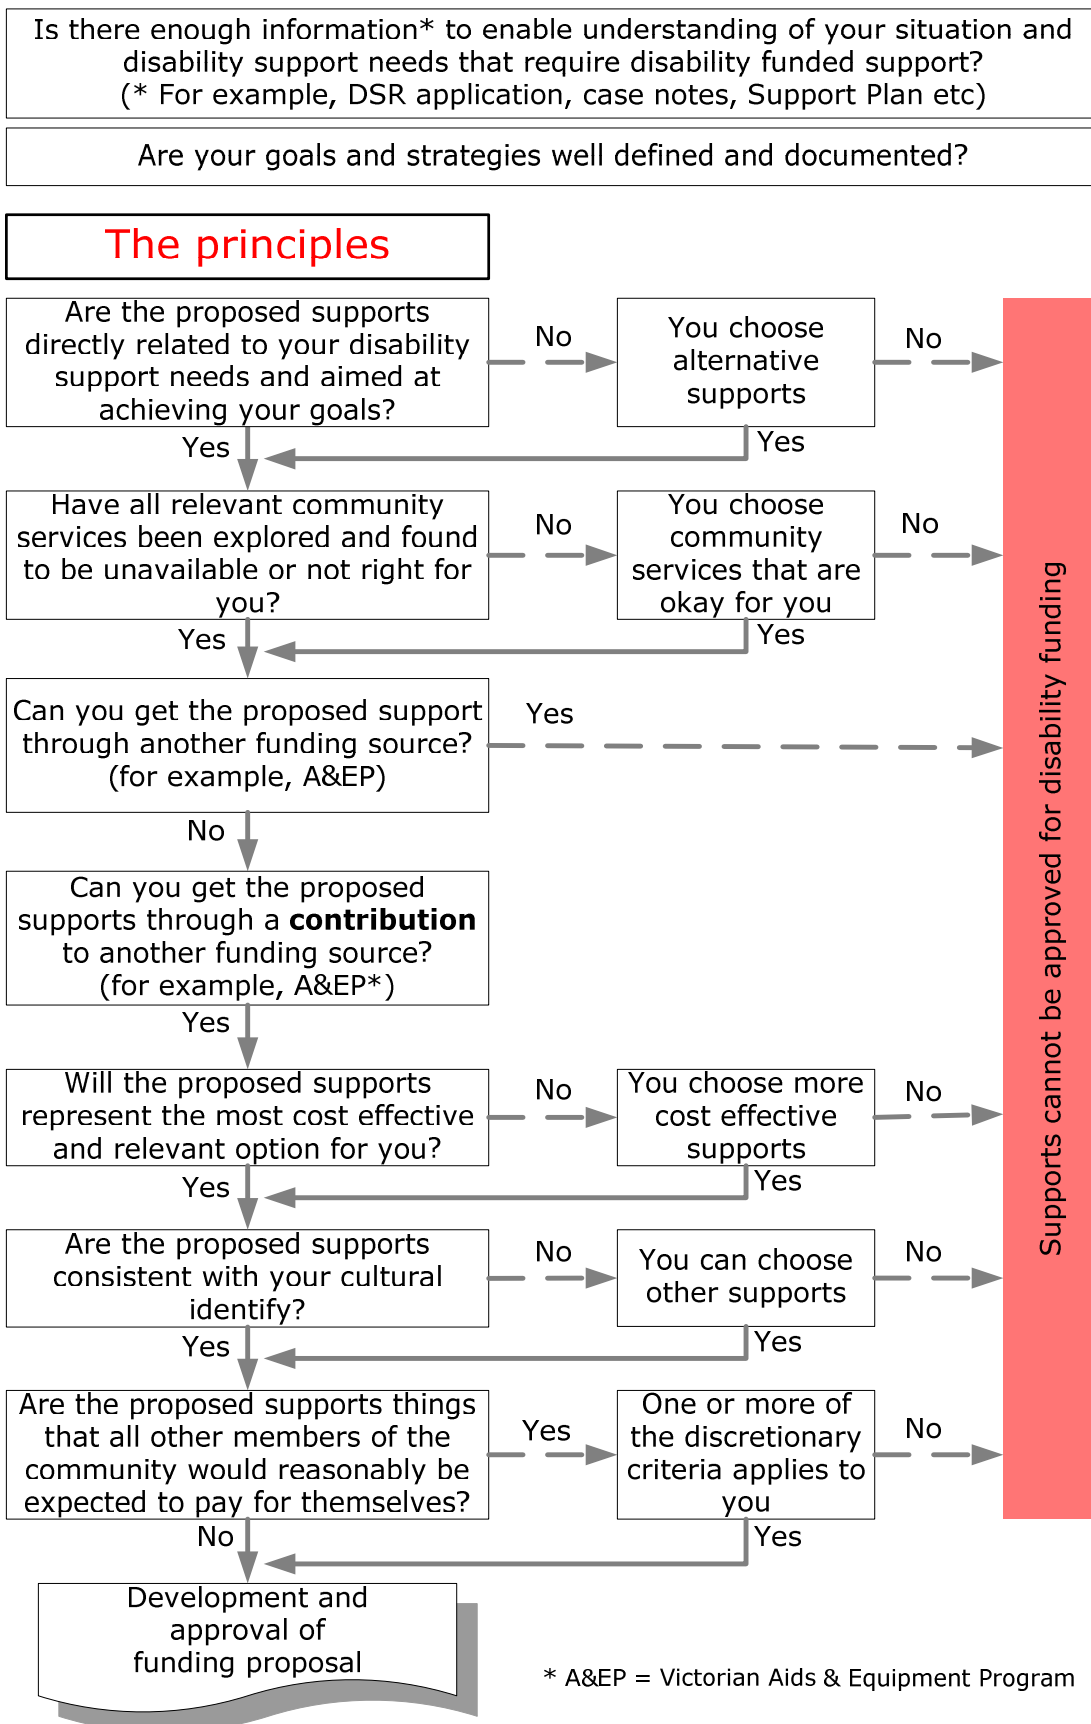 Is there enough information* to enable understanding of your situation and
disability support needs that require disability funded support?
(* For example, DSR application, case notes, Support Plan etc)
Are your goals and strategies well defined and documented?
The principles
Are the proposed supports
directly related to your disability
support needs and aimed at
achieving your goals?
No
You choose
alternative
supports
No
Yes
Yes
Have all relevant community
services been explored and found
to be unavailable or not right for
you?
No
You choose
community
services that are
okay for you
No
Yes
Yes
Can you get the proposed support
through another funding source?
(for example, A&EP)
Yes
No
Can you get the proposed
supports through a contribution
to another funding source?
(for example, A&EP*)
Yes
Will the proposed supports
represent the most cost effective
and relevant option for you?
No
You choose more
cost effective
supports
No
Yes
Yes
Are the proposed supports
consistent with your cultural
identify?
No
You can choose
other supports
No
Yes
Yes
Are the proposed supports things
that all other members of the
community would reasonably be
expected to pay for themselves?
Yes
One or more of
the discretionary
criteria applies to
you
No
No
Yes
Supports cannot be approved for disability funding
Development and
approval of
funding proposal
* A&EP = Victorian Aids & Equipment Program